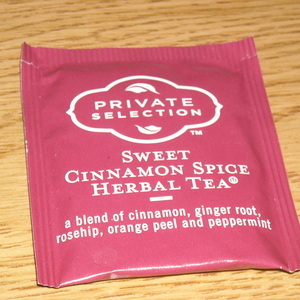 PRIVATE
SELECTION
™
SWEET
CINNAMON SPICE
HERBAL TEA®
a blend of cinnamon, ginger root,
rosehip, orange peel and peppermint